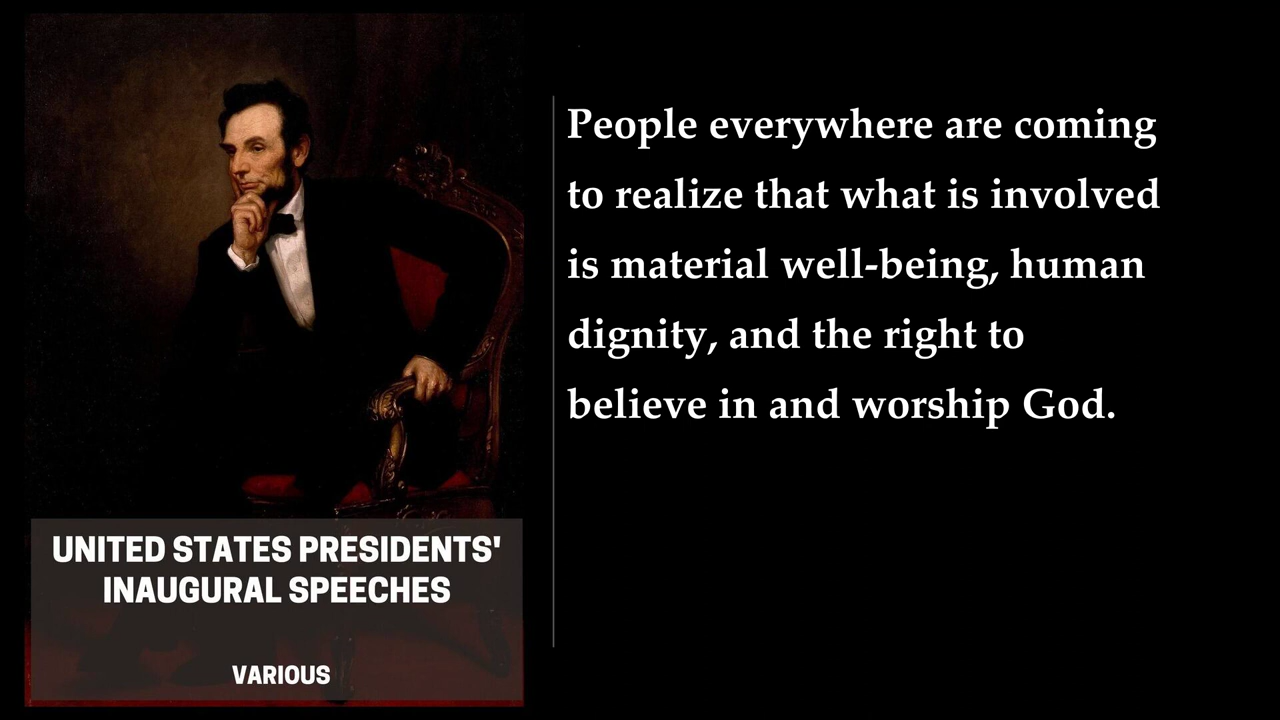 People everywhere are coming
to realize that what is involved
is material well-being, human
dignity, and the right to
believe in and worship God.
UNITED STATES PRESIDENTS'
INAUGURAL SPEECHES
VARIOUS